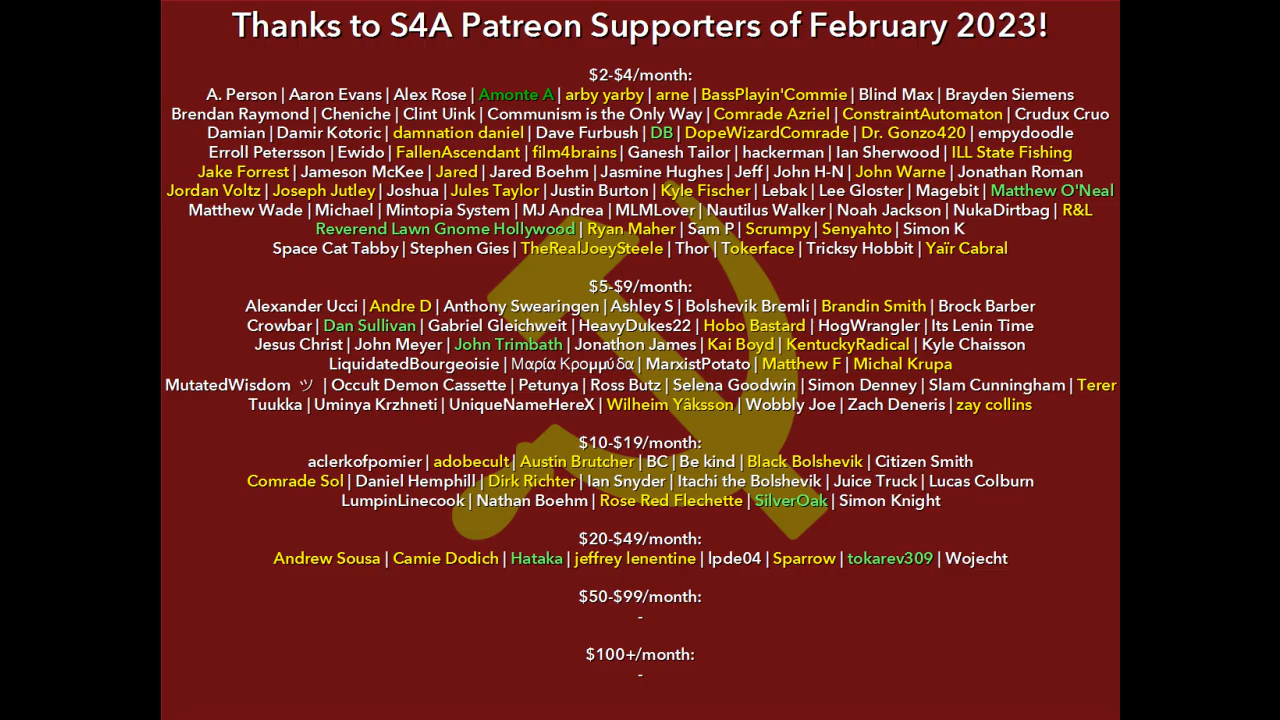 Thanks to S4A Patreon Supporters of February 2023!
$2-$4/month:
A. Person | Aaron Evans | Alex Rose | Amonte A | arby yarby | arne | BassPlayin'Commie | Blind Max | Brayden Siemens
Brendan Raymond | Cheniche | Clint Uink | Communism is the Only Way | Comrade Azriel | ConstraintAutomaton | Crudux Cruo
Damian | Damir Kotoric | damnation daniel | Dave Furbush | DB | DopeWizardComrade | Dr. Gonzo420 | empydoodle
Erroll Petersson | Ewido | FallenAscendant | film4brains | Ganesh Tailor | hackerman | Ian Sherwood | ILL State Fishing
Jake Forrest | Jameson McKee | Jared | Jared Boehm | Jasmine Hughes | Jeff | John H-N | John Warne | Jonathan Roman
Jordan Voltz | Joseph Jutley | Joshua | Jules Taylor | Justin Burton | Kyle Fischer | Lebak | Lee Gloster | Magebit | Matthew O'Neal
Matthew Wade | Michael | Mintopia System | MJ Andrea | MLMLover | Nautilus Walker | Noah Jackson | NukaDirtbag | R&L
Reverend Lawn Gnome Hollywood | Ryan Maher | Sam P | Scrumpy | Senyahto | Simon K
Space Cat Tabby | Stephen Gies | TheRealJoeySteele | Thor | Tokerface | Tricksy Hobbit | Yaïr Cabral
$5-$9/month:
Alexander Ucci | Andre D | Anthony Swearingen | Ashley S | Bolshevik Bremli | Brandin Smith | Brock Barber
Crowbar | Dan Sullivan | Gabriel Gleichweit | HeavyDukes22 | Hobo Bastard | HogWrangler | Its Lenin Time
Jesus Christ | John Meyer | John Trimbath | Jonathon James | Kai Boyd | KentuckyRadical | Kyle Chaisson
LiquidatedBourgeoisie | Μαρία Κρομμύδα | MarxistPotato | Matthew F | Michal Krupa
MutatedWisdom ツ | Occult Demon Cassette | Petunya | Ross Butz | Selena Goodwin | Simon Denney | Slam Cunningham | Terer
Tuukka | Uminya Krzhneti | UniqueNameHereX | Wilheim Yâksson | Wobbly Joe | Zach Deneris | zay collins
$10-$19/month:
aclerkofpomier | adobecult | Austin Brutcher | BC | Be kind | Black Bolshevik | Citizen Smith
Comrade Sol | Daniel Hemphill | Dirk Richter | Ian Snyder | Itachi the Bolshevik | Juice Truck | Lucas Colburn
LumpinLinecook | Nathan Boehm | Rose Red Flechette | SilverOak | Simon Knight
$20-$49/month:
Andrew Sousa | Camie Dodich | Hataka | jeffrey lenentine | lpde04 | Sparrow | tokarev309 | Wojecht
$50-$99/month:
-
$100+/month:
-